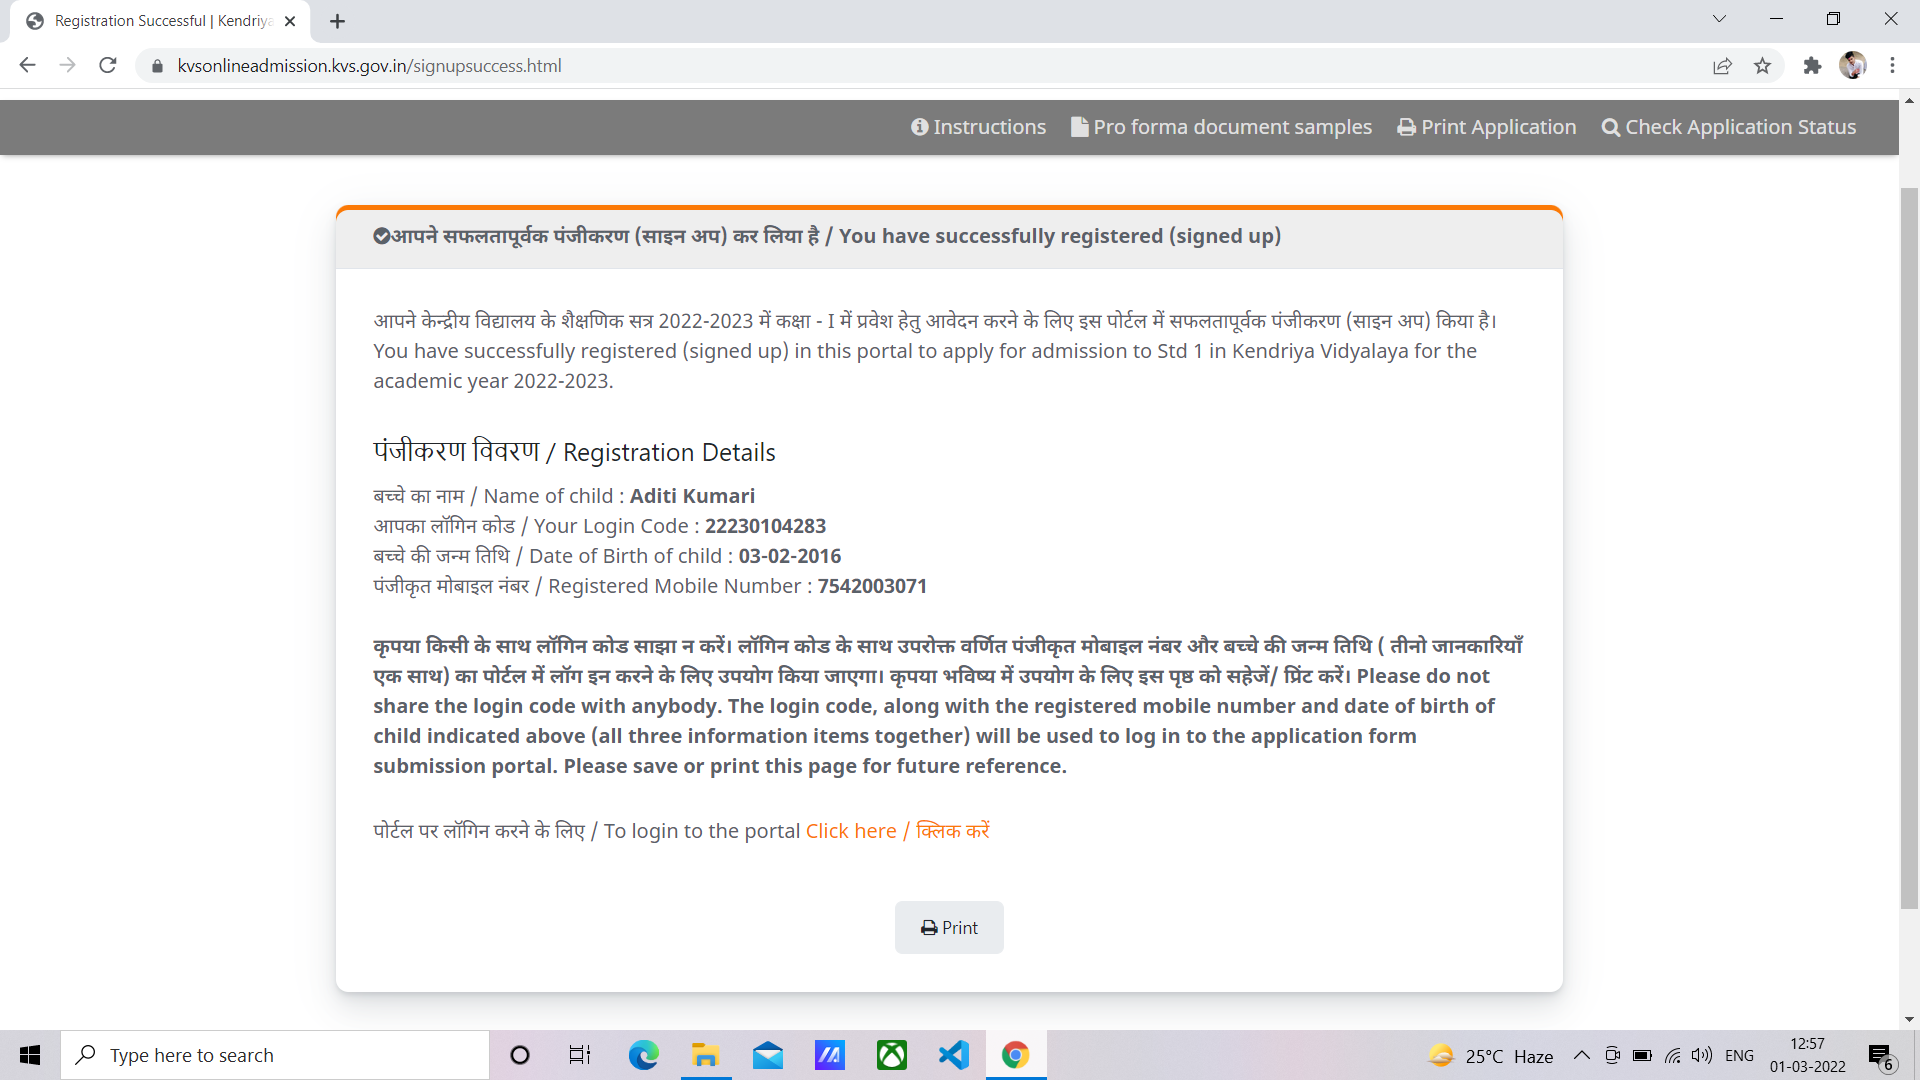 Registration Successful | Kendriya
kvsonlineadmission.kvs.gov.in/signupsuccess.html
Instructions Pro forma document samples Print Application Check Application Status
आपने सफलतापूर्वक पंजीकरण (साइन अप) कर लिया है / You have successfully registered (signed up)
आपने केन्द्रीय विद्यालय के शैक्षणिक सत्र 2022-2023 में कक्षा - I में प्रवेश हेतु आवेदन करने के लिए इस पोर्टल में सफलतापूर्वक पंजीकरण (साइन अप) किया है।
You have successfully registered (signed up) in this portal to apply for admission to Std 1 in Kendriya Vidyalaya for the
academic year 2022-2023.
पंजीकरण विवरण / Registration Details
बच्चे का नाम / Name of child : Aditi Kumari
आपका लॉगिन कोड / Your Login Code : 22230104283
बच्चे की जन्म तिथि / Date of Birth of child : 03-02-2016
पंजीकृत मोबाइल नंबर / Registered Mobile Number : 7542003071
कृपया किसी के साथ लॉगिन कोड साझा न करें। लॉगिन कोड के साथ उपरोक्त वर्णित पंजीकृत मोबाइल नंबर और बच्चे की जन्म तिथि ( तीनो जानकारियाँ
एक साथ) का पोर्टल में लॉग इन करने के लिए उपयोग किया जाएगा। कृपया भविष्य में उपयोग के लिए इस पृष्ठ को सहेजें/ प्रिंट करें। Please do not
share the login code with anybody. The login code, along with the registered mobile number and date of birth of
child indicated above (all three information items together) will be used to log in to the application form
submission portal. Please save or print this page for future reference.
पोर्टल पर लॉगिन करने के लिए / To login to the portal Click here / क्लिक करें
Print
Type here to search
25°C Haze
ENG
12:57
01-03-2022
6